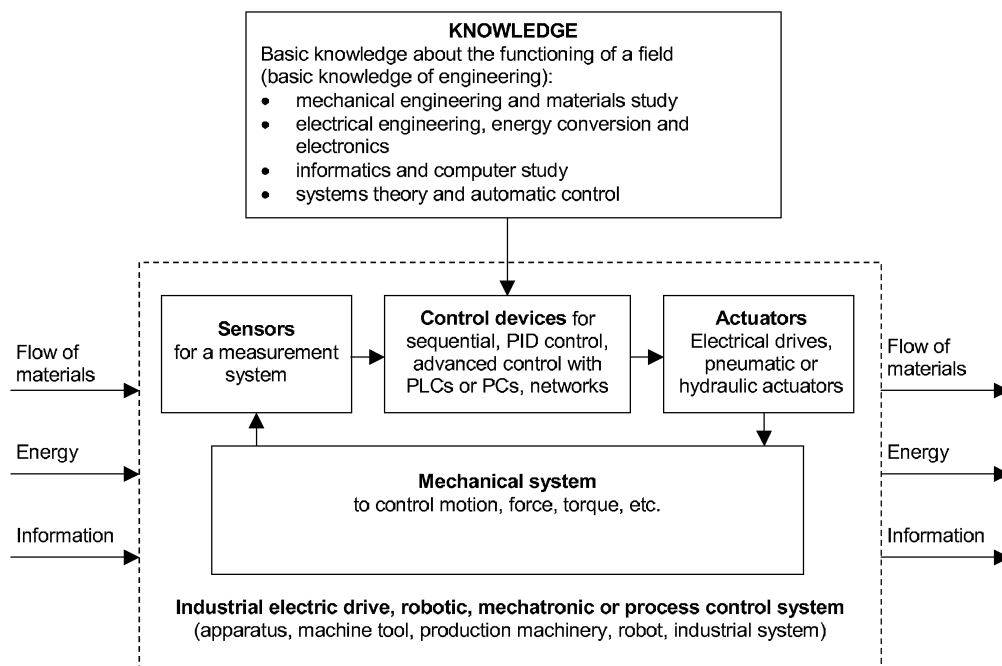 KNOWLEDGE
Basic knowledge about the functioning of a field
(basic knowledge of engineering):
• mechanical engineering and materials study
• electrical engineering, energy conversion and
electronics
• informatics and computer study
• systems theory and automatic control
Flow of
materials
Energy
Information
Sensors
for a measurement
system
Control devices for
sequential, PID control,
advanced control with
PLCs or PCs, networks
Actuators
Electrical drives,
pneumatic or
hydraulic actuators
Mechanical system
to control motion, force, torque, etc.
Flow of
materials
Energy
Information
Industrial electric drive, robotic, mechatronic or process control system
(apparatus, machine tool, production machinery, robot, industrial system)